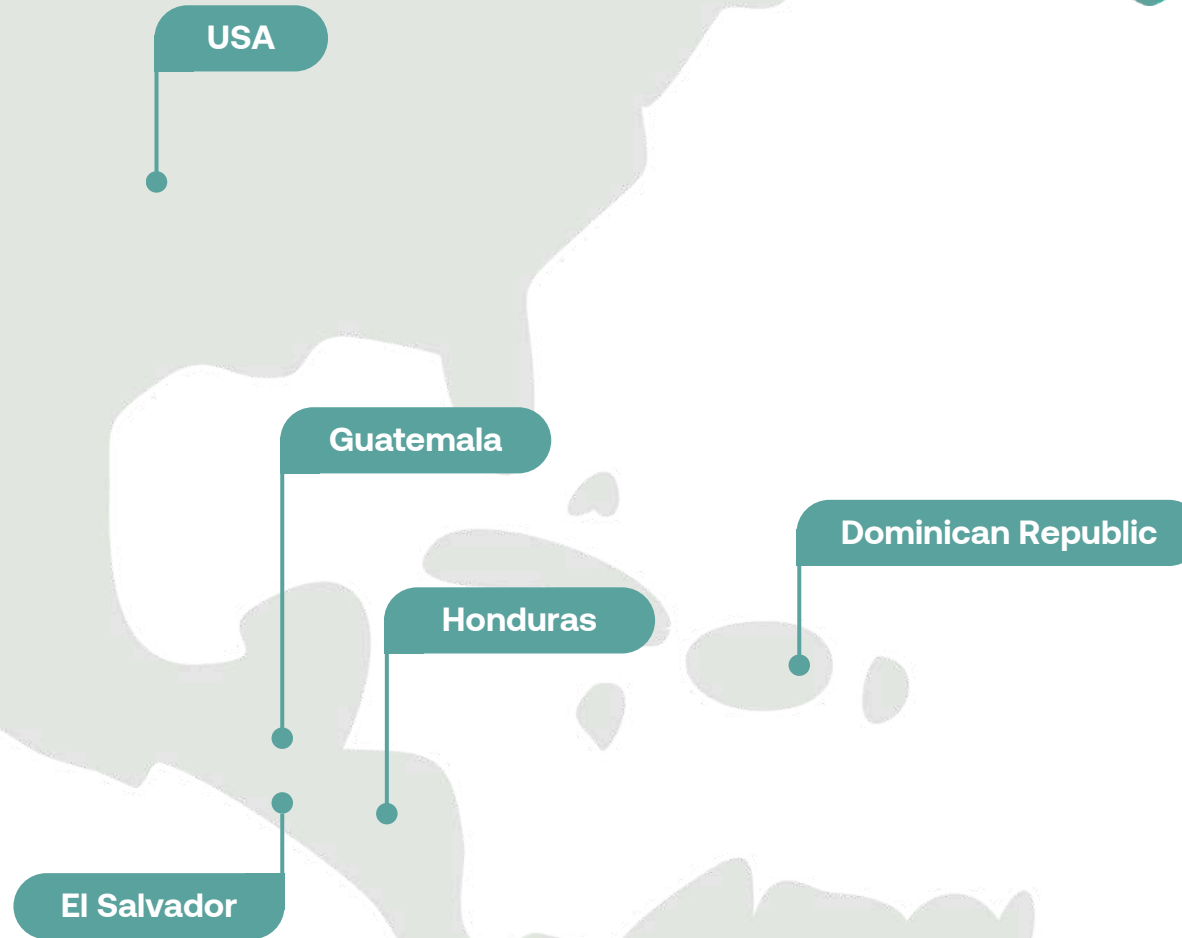 USA
Guatemala
Dominican Republic
Honduras
El Salvador